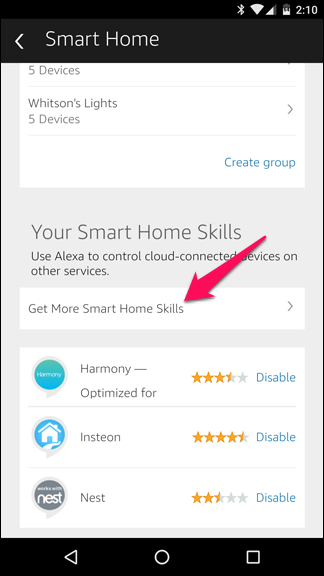 2:10
Smart Home
5 Devices
Whitson's Lights
5 Devices
Create group
Your Smart Home Skills
Use Alexa to control cloud-connected devices on
other services.
Get More Smart Home Skills
Harmony
Harmony —
Optimized for
Disable
Insteon
Disable
works with
nest
Nest
Disable